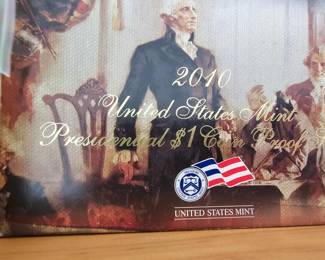 2010
United States Mint
Presidential $1 Coin Proof
UNITED STATES MINT